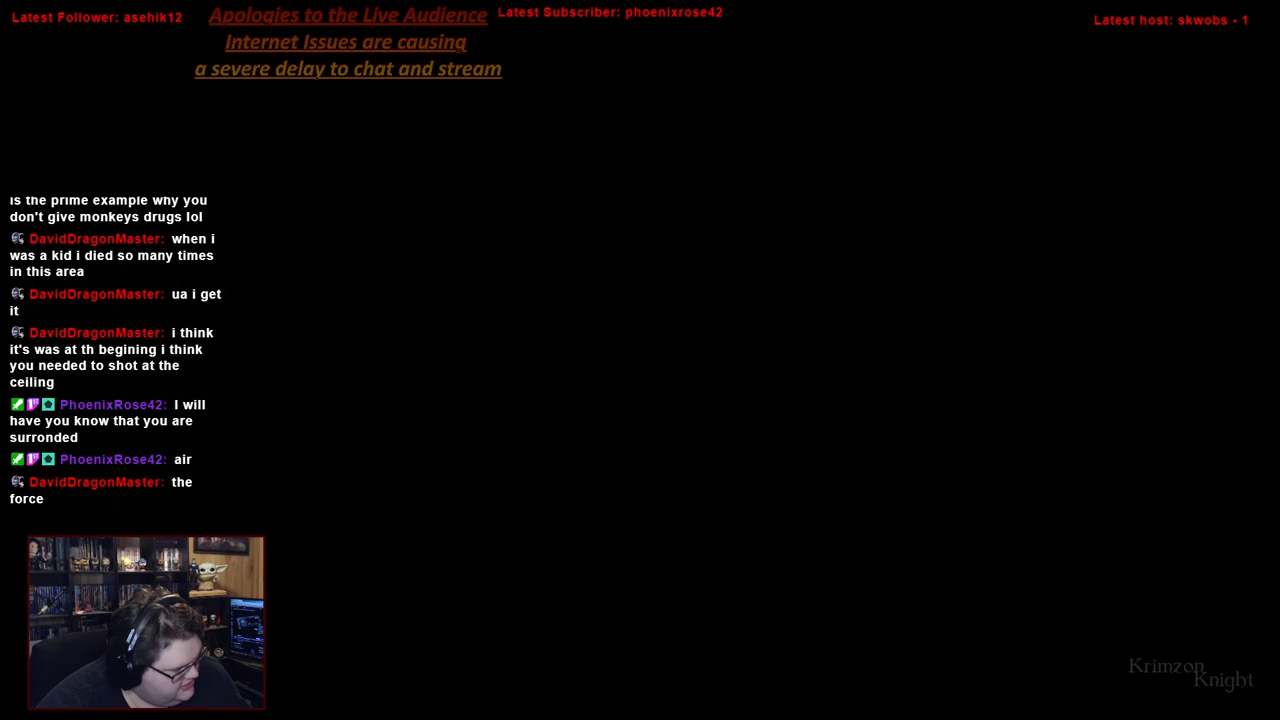 Latest Follower: asehik12
Apologies to the Live Audience
Internet Issues are causing
a severe delay to chat and stream
Latest Subscriber: phoenixrose42
Latest host: skwobs - 1
is the prime example why you
don't give monkeys drugs lol
DavidDragonMaster: when i
was a kid i died so many times
in this area
DavidDragonMaster: ua i get
it
DavidDragonMaster: i think
it's was at th begining i think
you needed to shot at the
ceiling
PhoenixRose42: I will
have you know that you are
surronded
PhoenixRose42: air
DavidDragonMaster: the
force
Krimzon
Knight